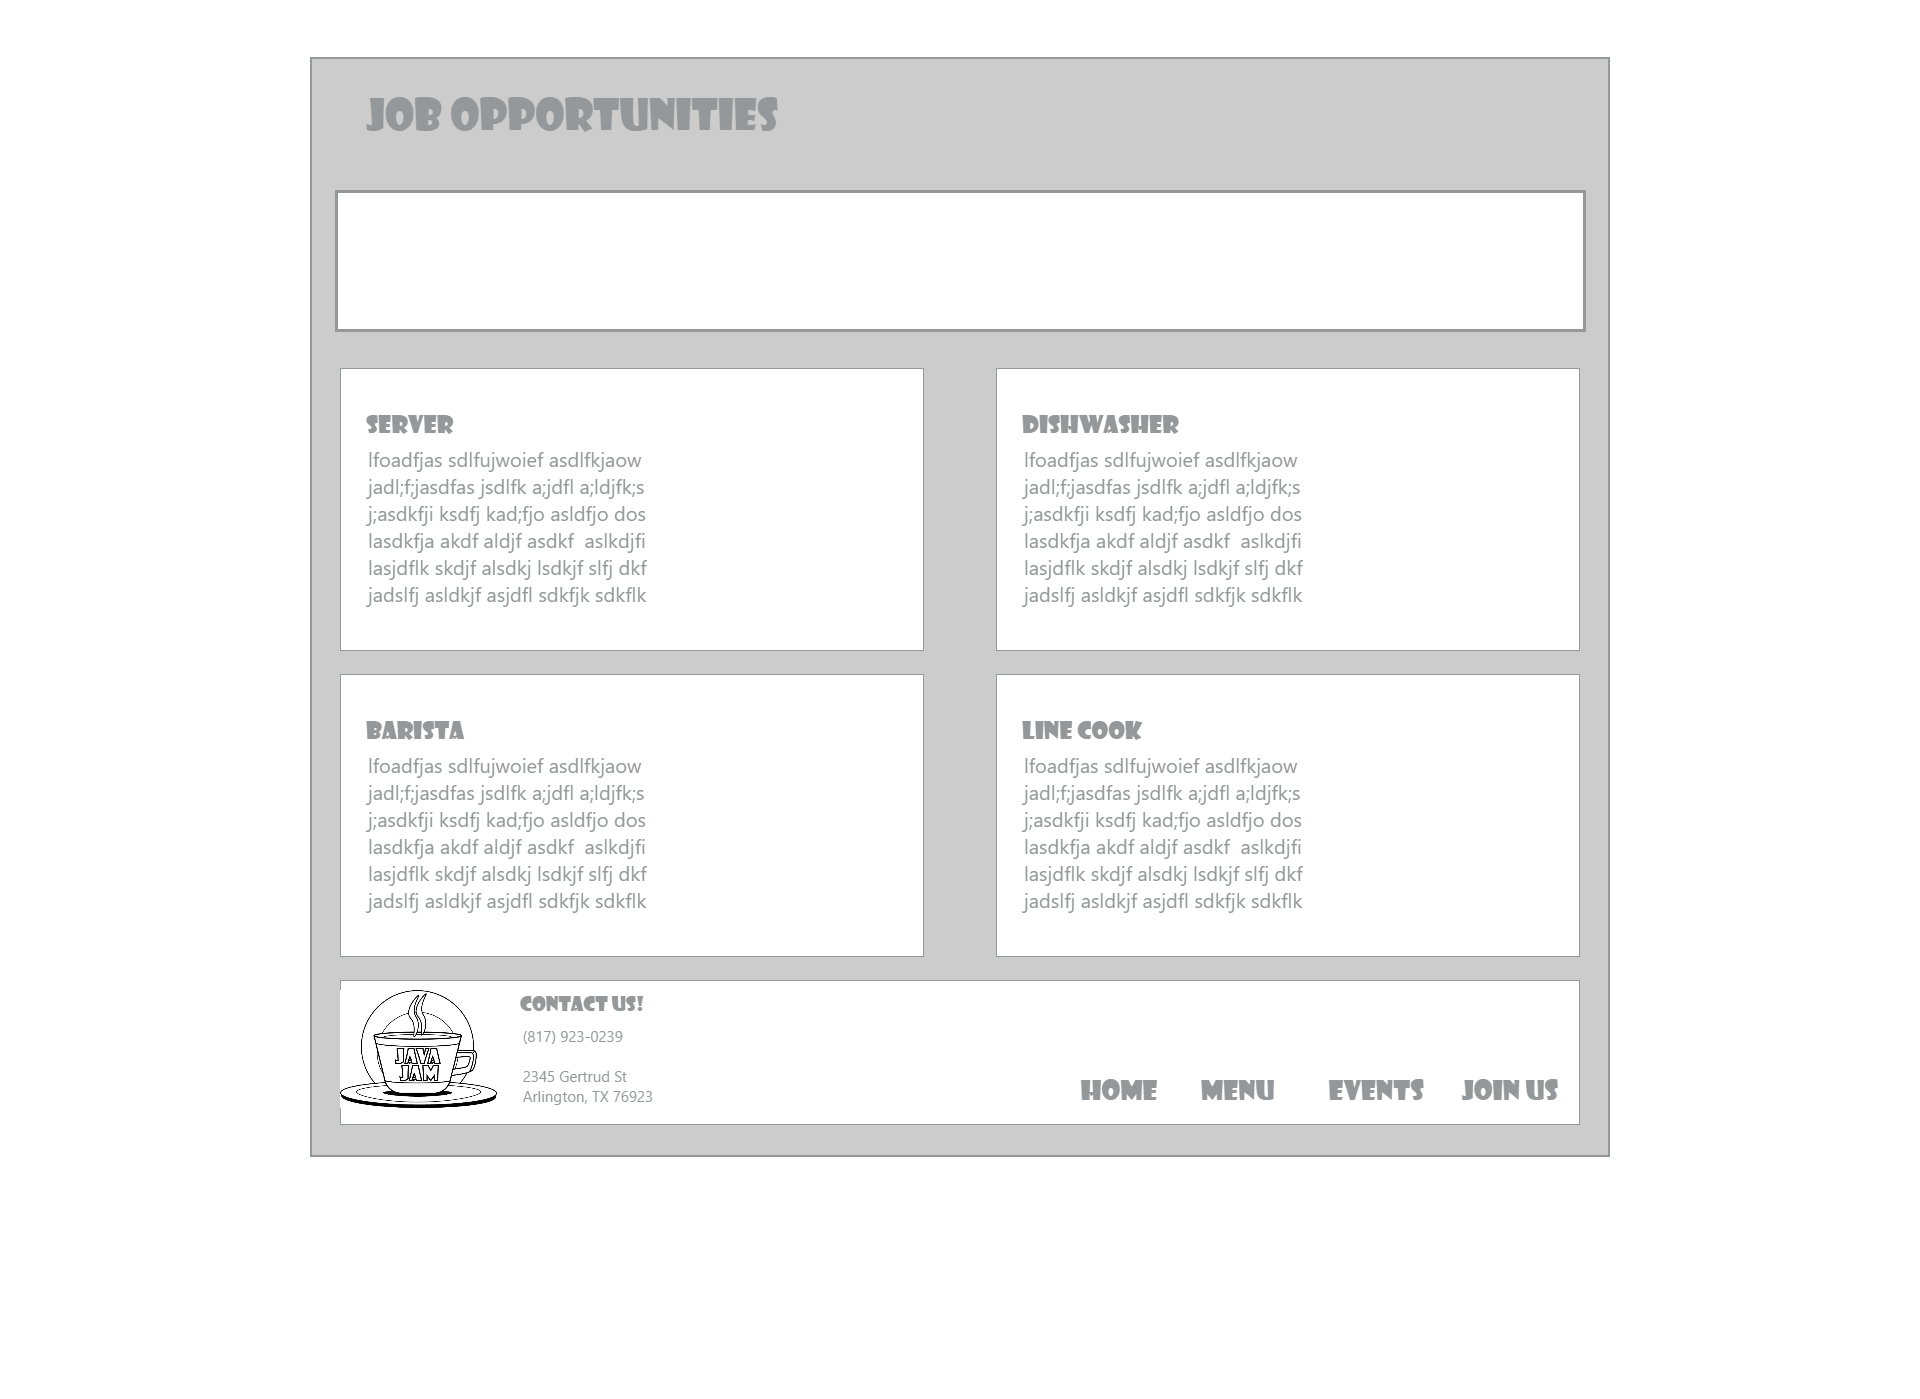 JOB OPPORTUNITIES
SERVER
lfoadfjas sdlfujwoief asdlfkjaow
jadl;f;jasdfas jsdlfk a;jdfl a;ldjfk;s
j;asdkfji ksdfj kad;fjo asldfjo dos
lasdkfja akdf aldjf asdkf  aslkdjfi
lasjdflk skdjf alsdkj lsdkjf slfj dkf
jadslfj asldkjf asjdfl sdkfjk sdkflk
DISHWASHER
lfoadfjas sdlfujwoief asdlfkjaow
jadl;f;jasdfas jsdlfk a;jdfl a;ldjfk;s
j;asdkfji ksdfj kad;fjo asldfjo dos
lasdkfja akdf aldjf asdkf  aslkdjfi
lasjdflk skdjf alsdkj lsdkjf slfj dkf
jadslfj asldkjf asjdfl sdkfjk sdkflk
BARISTA
lfoadfjas sdlfujwoief asdlfkjaow
jadl;f;jasdfas jsdlfk a;jdfl a;ldjfk;s
j;asdkfji ksdfj kad;fjo asldfjo dos
lasdkfja akdf aldjf asdkf  aslkdjfi
lasjdflk skdjf alsdkj lsdkjf slfj dkf
jadslfj asldkjf asjdfl sdkfjk sdkflk
LINE COOK
lfoadfjas sdlfujwoief asdlfkjaow
jadl;f;jasdfas jsdlfk a;jdfl a;ldjfk;s
j;asdkfji ksdfj kad;fjo asldfjo dos
lasdkfja akdf aldjf asdkf  aslkdjfi
lasjdflk skdjf alsdkj lsdkjf slfj dkf
jadslfj asldkjf asjdfl sdkfjk sdkflk
JAVA
JAM
CONTACT US!
(817) 923-0239
2345 Gertrud St
Arlington, TX 76923
HOME MENU EVENTS JOIN US